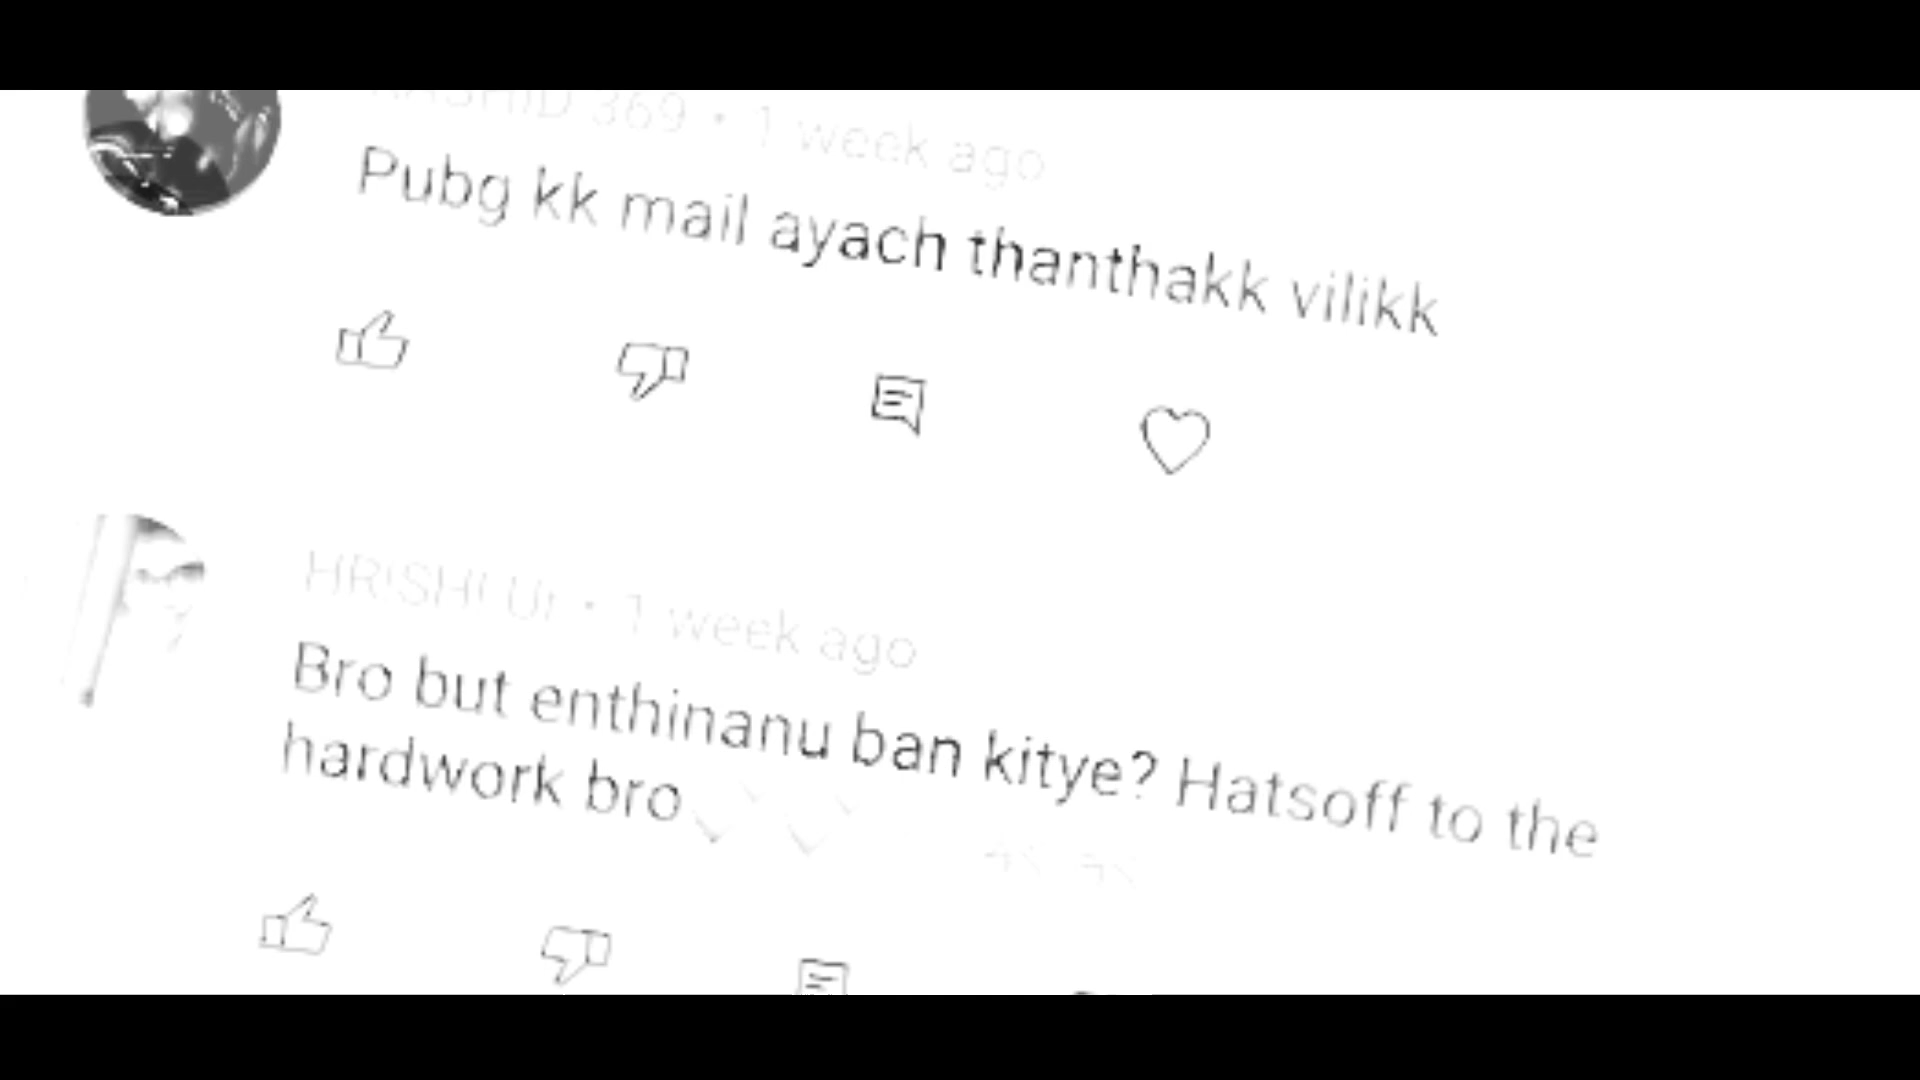 369 • 1 week ago
Pubg kk mail ayach thanthakk vilikk
HRISHI • 1 week ago
Bro but enthinanu ban kitye? Hatsoff to the
hardwork bro